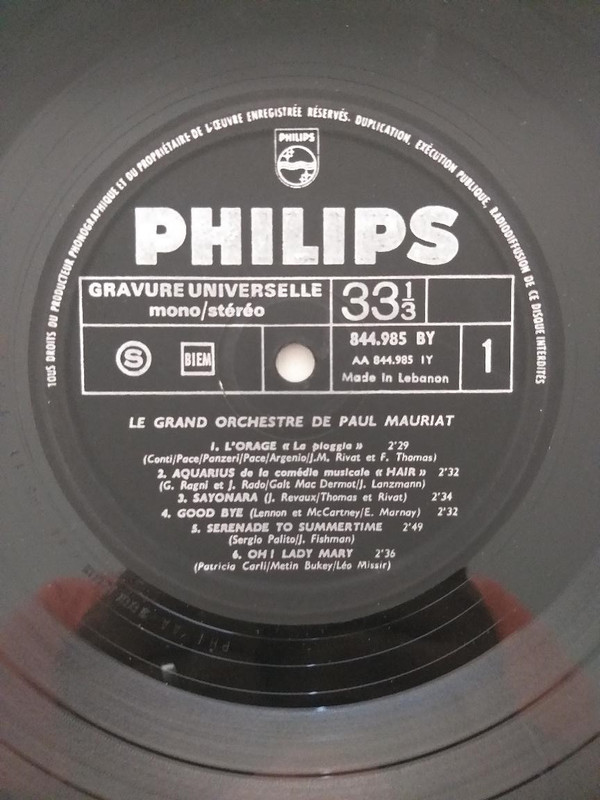 TOUS DROITS DU PRODUCTEUR PHONOGRAPHIQUE ET DU PROPRIÉTAIRE DE L'ŒUVRE ENREGISTRÉE RÉSERVÉS. DUPLICATION, EXÉCUTION PUBLIQUE, RADIODIFFUSION DE CE DISQUE INTERDITES
PHILIPS
PHILIPS
GRAVURE UNIVERSELLE
mono/stéréo
33 1/3
S
BIEM
844.985 BY
AA 844.985 1Y
Made in Lebanon
1
LE GRAND ORCHESTRE DE PAUL MAURIAT
1. L'ORAGE « La pioggia » 2'29
(Conti/Pace/Panzeri/Pace/Argenio/J.M. Rivat et F. Thomas)
2. AQUARIUS de la comédie musicale « HAIR » 2'32
(G. Ragni et J. Rado/Galt Mac Dermot/J. Lanzmann)
3. SAYONARA (J. Revaux/Thomas et Rivat) 2'34
4. GOOD BYE (Lennon et McCartney/E. Marnay) 2'32
5. SERENADE TO SUMMERTIME 2'49
(Sergio Palito/J. Fishman)
6. OH! LADY MARY 2'36
(Patricia Carli/Metin Bukey/Léo Missir)